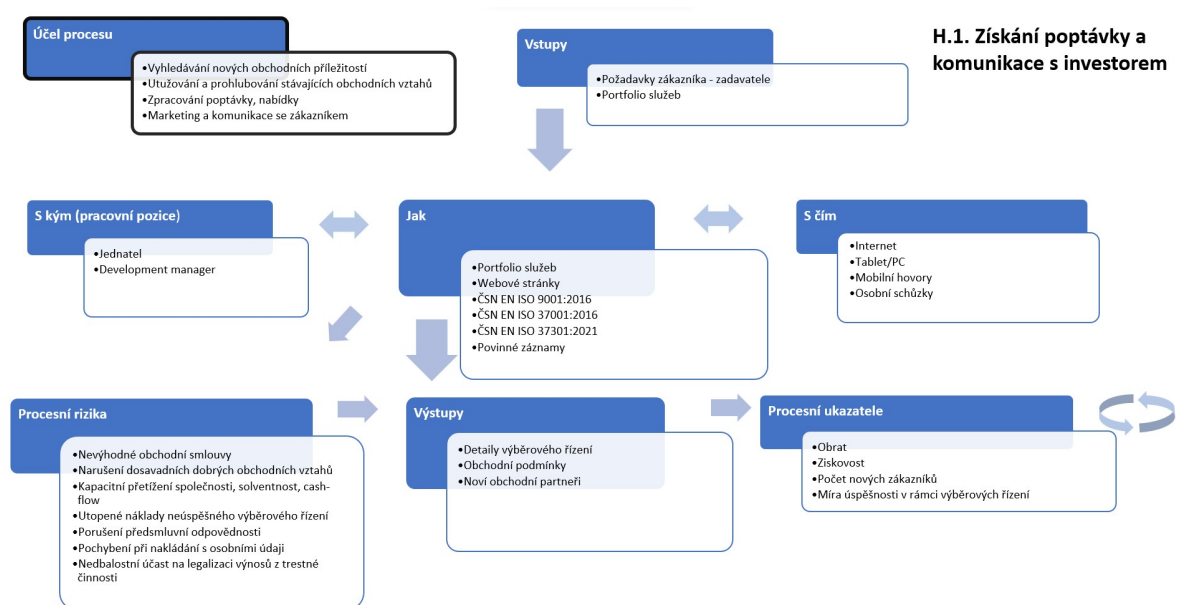 Účel procesu
•Vyhledávání nových obchodních příležitostí
•Utužování a prohlubování stávajících obchodních vztahů
•Zpracování poptávky, nabídky
•Marketing a komunikace se zákazníkem
Vstupy
•Požadavky zákazníka - zadavatele
•Portfolio služeb
H.1. Získání poptávky a
komunikace s investorem
S kým (pracovní pozice)
•Jednatel
•Development manager
Jak
•Portfolio služeb
•Webové stránky
•ČSN EN ISO 9001:2016
•ČSN EN ISO 37001:2016
•ČSN EN ISO 37301:2021
•Povinné záznamy
S čím
•Internet
•Tablet/PC
•Mobilní hovory
•Osobní schůzky
Procesní rizika
•Nevýhodné obchodní smlouvy
•Narušení dosavadních dobrých obchodních vztahů
•Kapacitní přetížení společnosti, solventnost, cash-
flow
•Utopené náklady neúspěšného výběrového řízení
•Porušení předsmluvní odpovědnosti
•Pochybení při nakládání s osobními údaji
•Nedbalostní účast na legalizaci výnosů z trestné
činnosti
Výstupy
•Detaily výběrového řízení
•Obchodní podmínky
•Noví obchodní partneři
Procesní ukazatele
•Obrat
•Ziskovost
•Počet nových zákazníků
•Míra úspěšnosti v rámci výběrových řízení